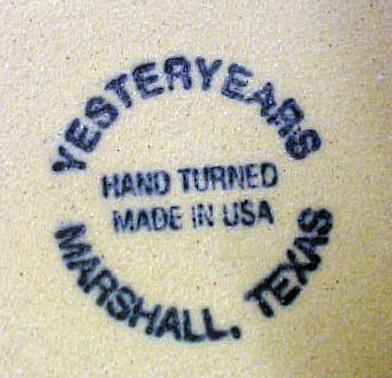 YESTERYEARS
HAND TURNED
MADE IN USA
MARSHALL, TEXAS